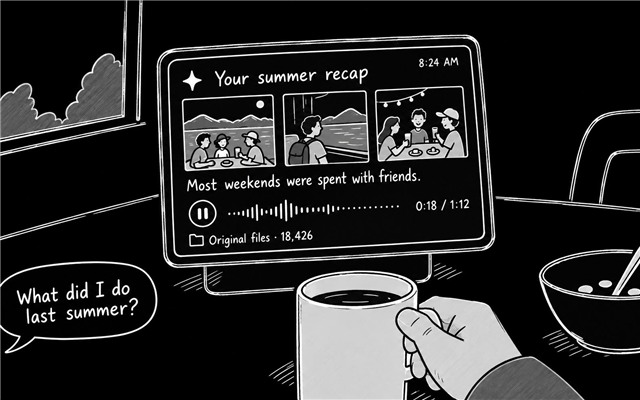 Your summer recap
8:24 AM
Most weekends were spent with friends.
0:18 / 1:12
Original files · 18,426
What did I do
last summer?